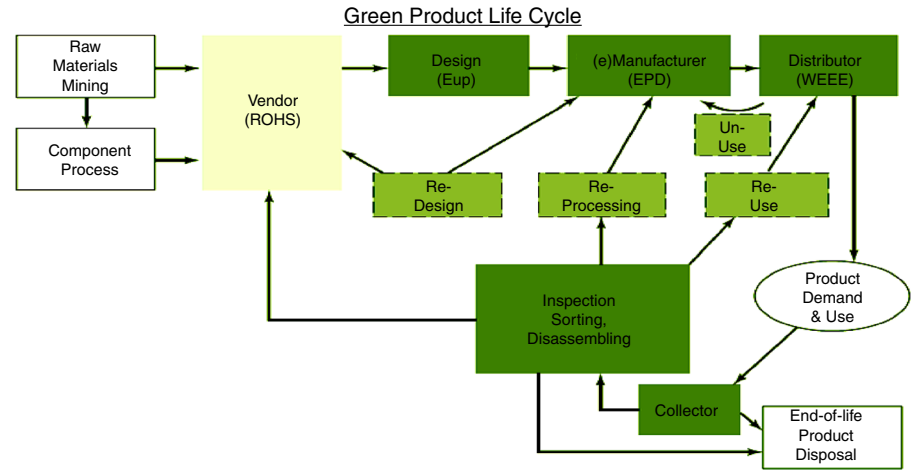 Green Product Life Cycle
Raw
Materials
Mining
Component
Process
Vendor
(ROHS)
Design
(Eup)
(e)Manufacturer
(EPD)
Distributor
(WEEE)
Un-
Use
Re-
Design
Re-
Processing
Re-
Use
Product
Demand
& Use
Inspection
Sorting,
Disassembling
Collector
End-of-life
Product
Disposal